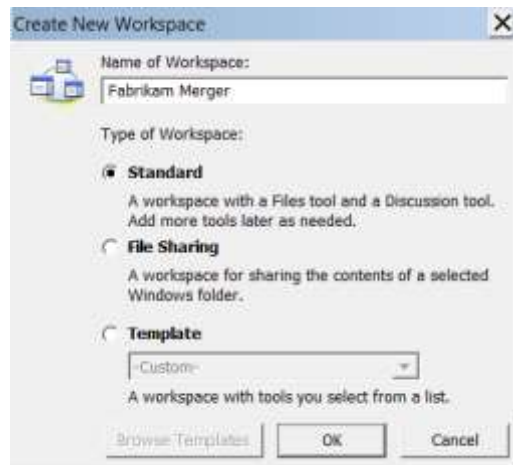 Create New Workspace
Name of Workspace:
Fabrikam Merger
Type of Workspace:
Standard
A workspace with a Files tool and a Discussion tool.
Add more tools later as needed.
File Sharing
A workspace for sharing the contents of a selected
Windows folder.
Template
-Custom-
A workspace with tools you select from a list.
Browse Templates OK Cancel